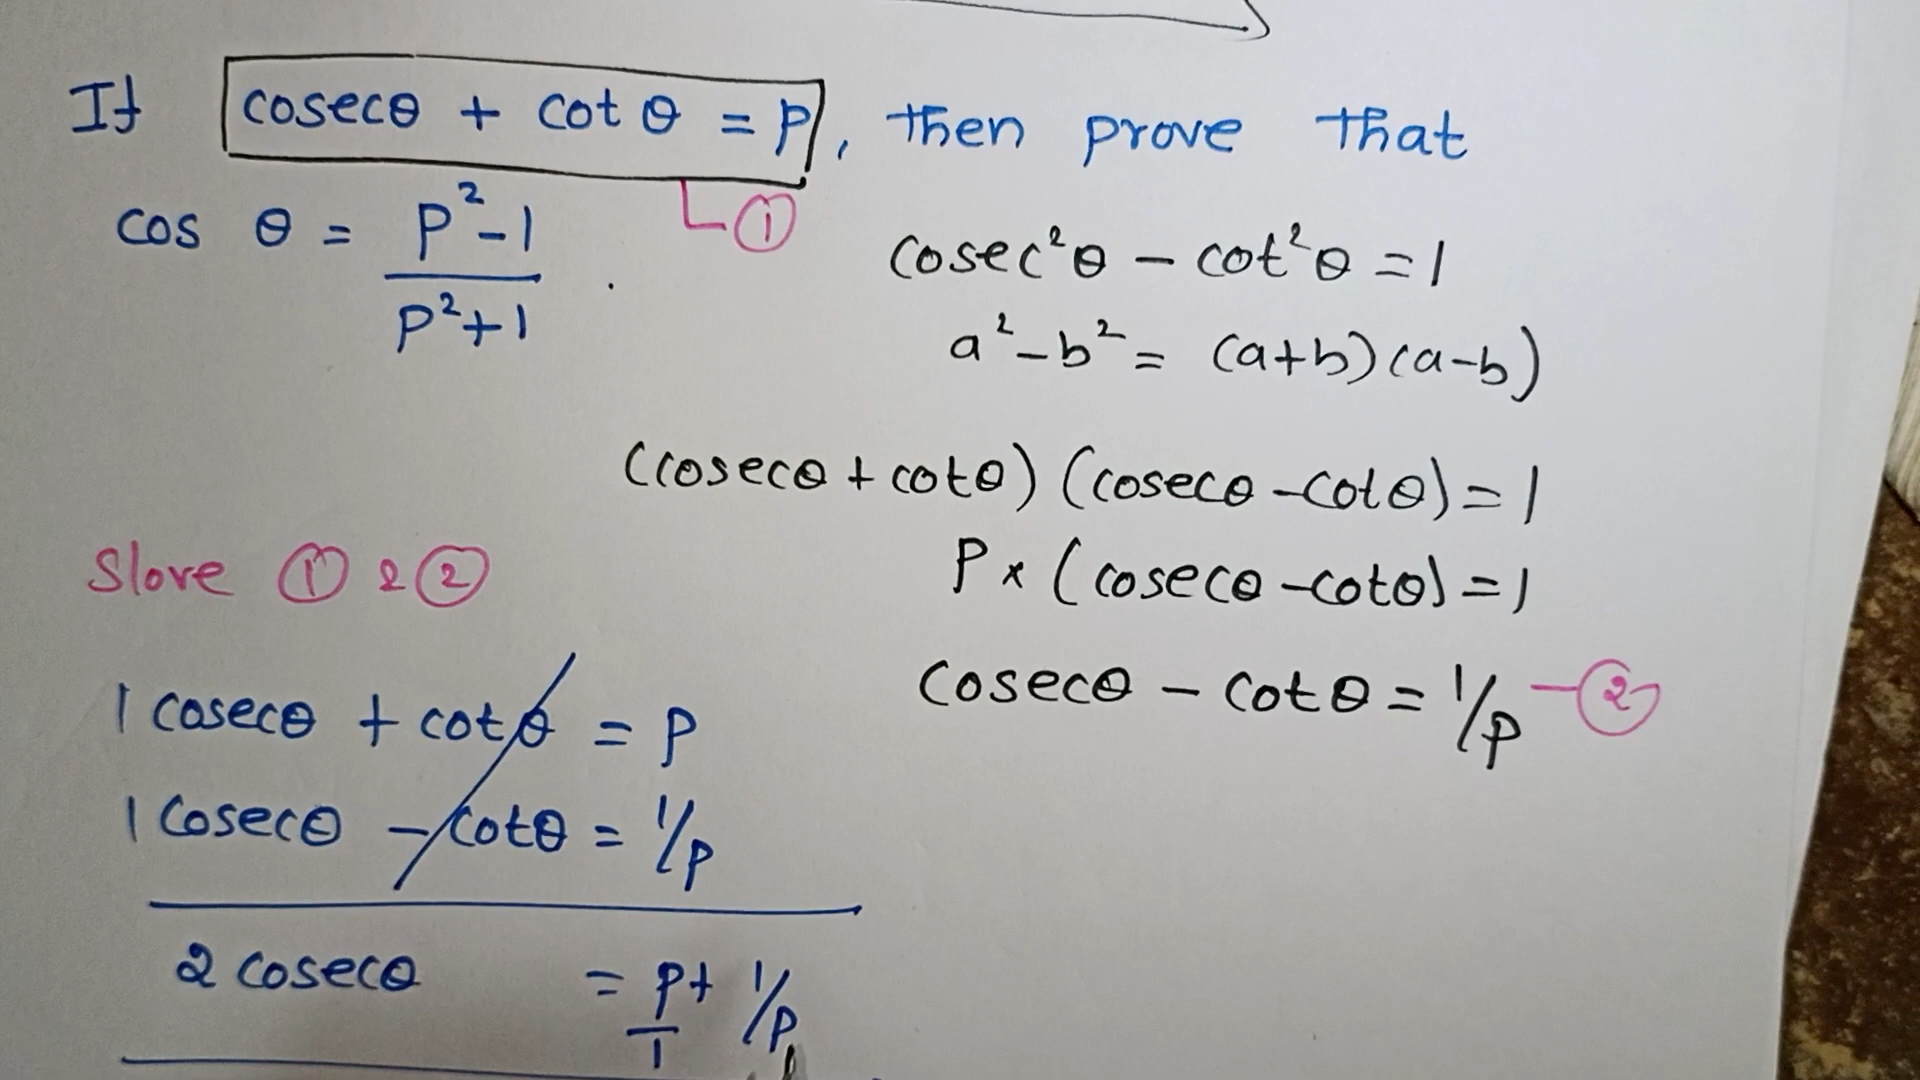 If cosecθ + cot θ = P, then prove that
cos θ = P²-1 / P²+1 .
①
cosec²θ - cot²θ = 1
a²-b² = (a+b)(a-b)
(cosecθ + cotθ) (cosecθ - cotθ) = 1
P × (cosecθ - cotθ) = 1
cosecθ - cotθ = 1/p - ②
Slove ① & ②
1 cosecθ + cotθ = P
1 cosecθ - cotθ = 1/p
2 cosecθ = p/1 + 1/p